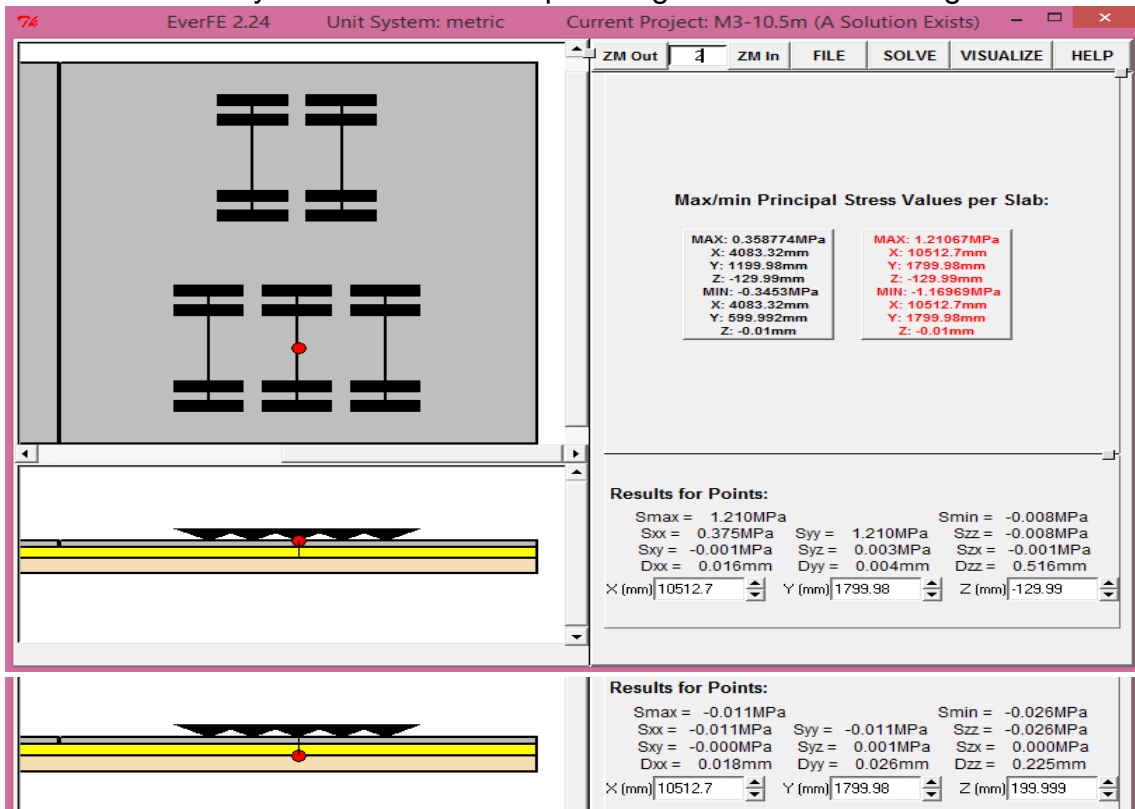 7k EverFE 2.24 Unit System: metric Current Project: M3-10.5m (A Solution Exists)
ZM Out 2 ZM In FILE SOLVE VISUALIZE HELP
Max/min Principal Stress Values per Slab:
MAX: 0.358774MPa
X: 4083.32mm
Y: 1199.98mm
Z: -129.99mm
MIN: -0.3453MPa
X: 4083.32mm
Y: 599.992mm
Z: -0.01mm
MAX: 1.21067MPa
X: 10512.7mm
Y: 1799.98mm
Z: -129.99mm
MIN: -1.16969MPa
X: 10512.7mm
Y: 1799.98mm
Z: -0.01mm
Results for Points:
Smax = 1.210MPa Smin = -0.008MPa
Sxx = 0.375MPa Syy = 1.210MPa Szz = -0.008MPa
Sxy = -0.001MPa Syz = 0.003MPa Szx = -0.001MPa
Dxx = 0.016mm Dyy = 0.004mm Dzz = 0.516mm
X (mm) 10512.7 Y (mm) 1799.98 Z (mm) -129.99
Results for Points:
Smax = -0.011MPa Smin = -0.026MPa
Sxx = -0.011MPa Syy = -0.011MPa Szz = -0.026MPa
Sxy = -0.000MPa Syz = 0.001MPa Szx = 0.000MPa
Dxx = 0.018mm Dyy = 0.026mm Dzz = 0.225mm
X (mm) 10512.7 Y (mm) 1799.98 Z (mm) 199.999